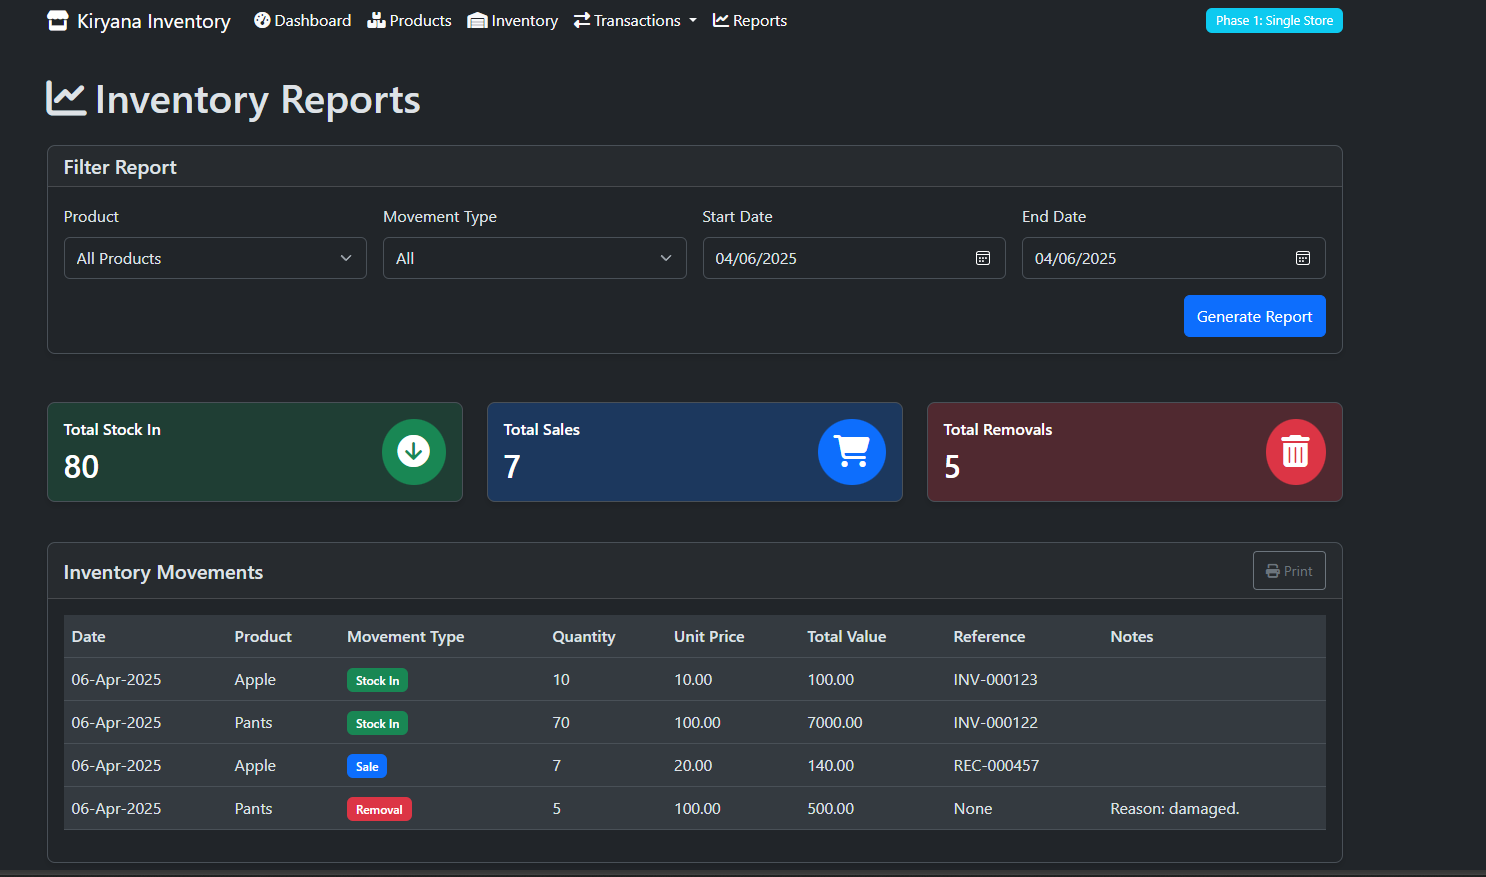 Kiryana Inventory Dashboard Products Inventory Transactions Reports Phase 1: Single Store
Inventory Reports
Filter Report
Product Movement Type Start Date End Date
All Products All 04/06/2025 04/06/2025
Generate Report
Total Stock In
80
Total Sales
7
Total Removals
5
Inventory Movements Print
Date Product Movement Type Quantity Unit Price Total Value Reference Notes
06-Apr-2025 Apple Stock In 10 10.00 100.00 INV-000123
06-Apr-2025 Pants Stock In 70 100.00 7000.00 INV-000122
06-Apr-2025 Apple Sale 7 20.00 140.00 REC-000457
06-Apr-2025 Pants Removal 5 100.00 500.00 None Reason: damaged.